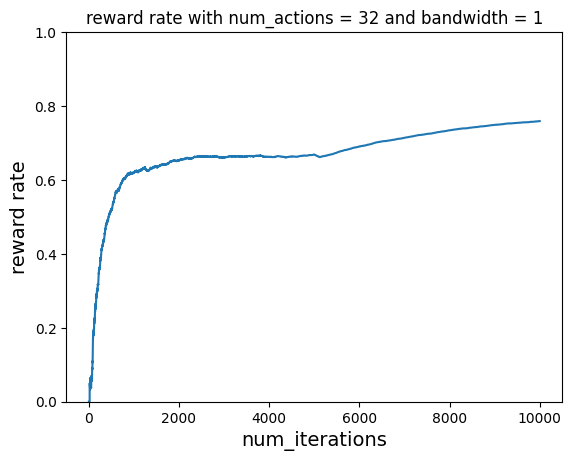 reward rate with num_actions = 32 and bandwidth = 1
1.0
0.8
0.6
0.4
0.2
0.0
reward rate
0 2000 4000 6000 8000 10000
num_iterations